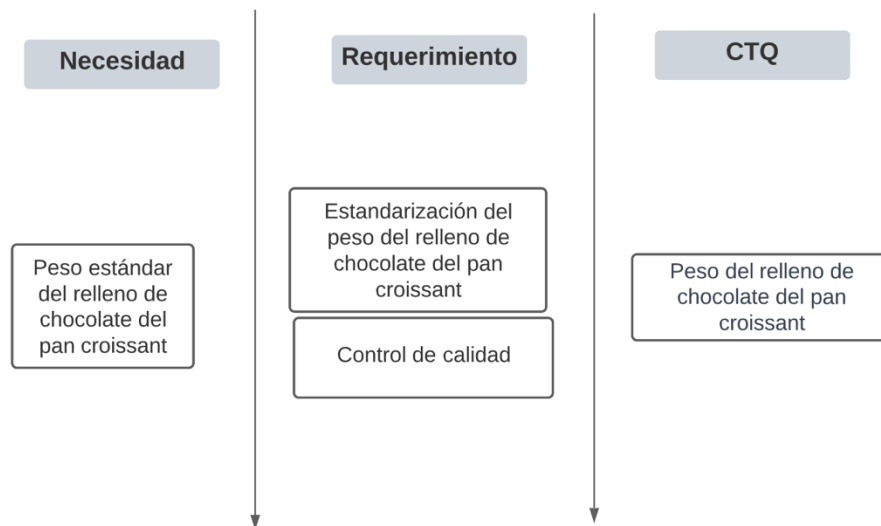 Necesidad
Requerimiento
CTQ
Peso estándar
del relleno de
chocolate del
pan croissant
Estandarización del
peso del relleno de
chocolate del pan
croissant
Control de calidad
Peso del relleno de
chocolate del pan
croissant